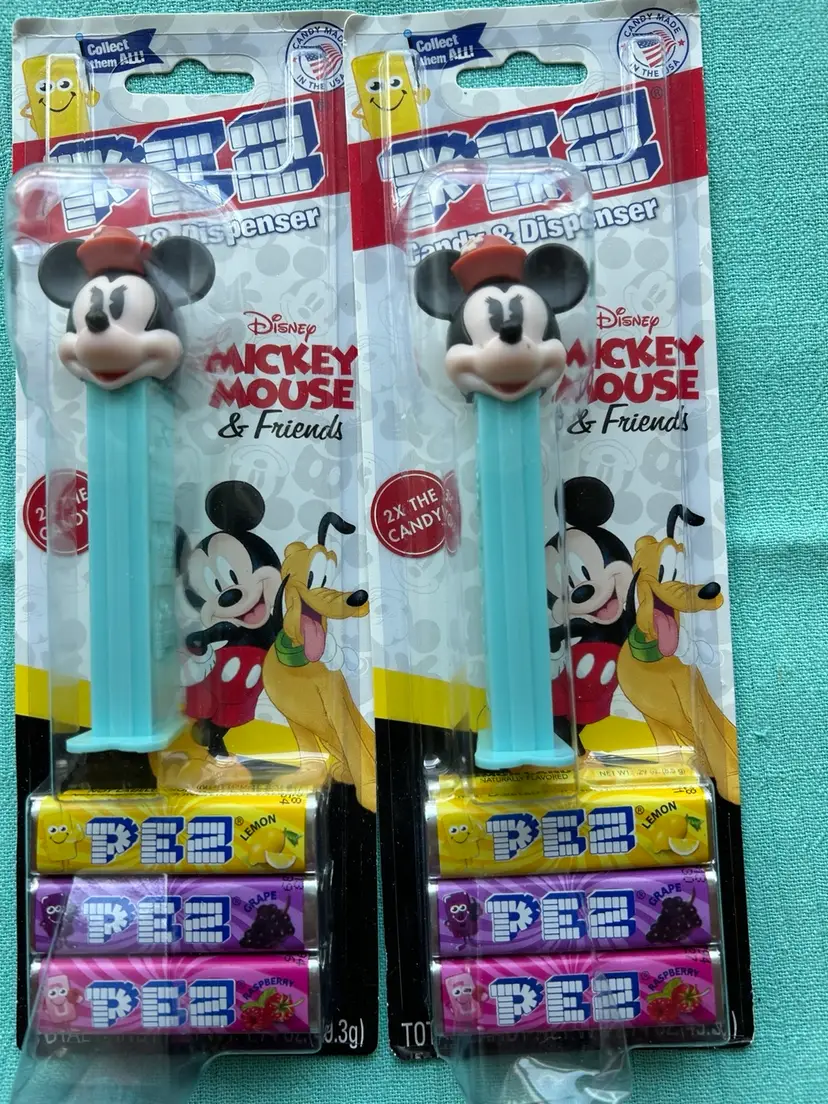 Collect
them ALL!
CANDY MADE
IN THE USA
PEZ®
& Dispenser
Disney
MICKEY
MOUSE
& Friends
2X THE
CANDY!
PEZ® LEMON
PEZ® GRAPE
PEZ® RASPBERRY
Collect
them ALL!
CANDY MADE
IN THE USA
PEZ®
Candy & Dispenser
Disney
MICKEY
MOUSE
& Friends
2X THE
CANDY!
NATURALLY FLAVORED
NET WT.
PEZ® LEMON
PEZ® GRAPE
PEZ® RASPBERRY